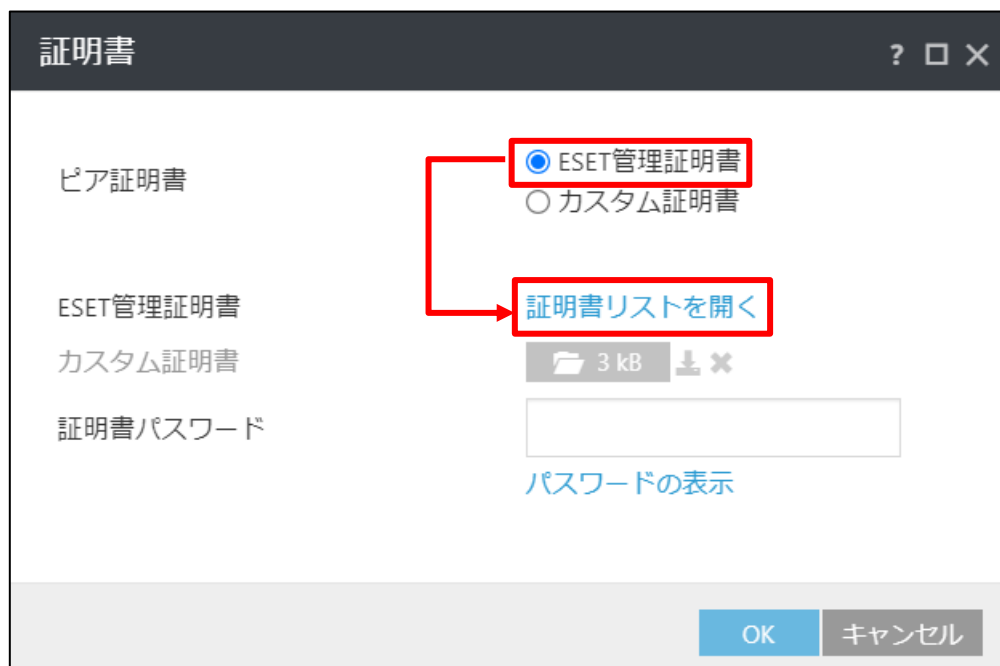 証明書
?
ピア証明書
ESET管理証明書
カスタム証明書
ESET管理証明書
証明書リストを開く
カスタム証明書
3 kB
証明書パスワード
パスワードの表示
OK
キャンセル